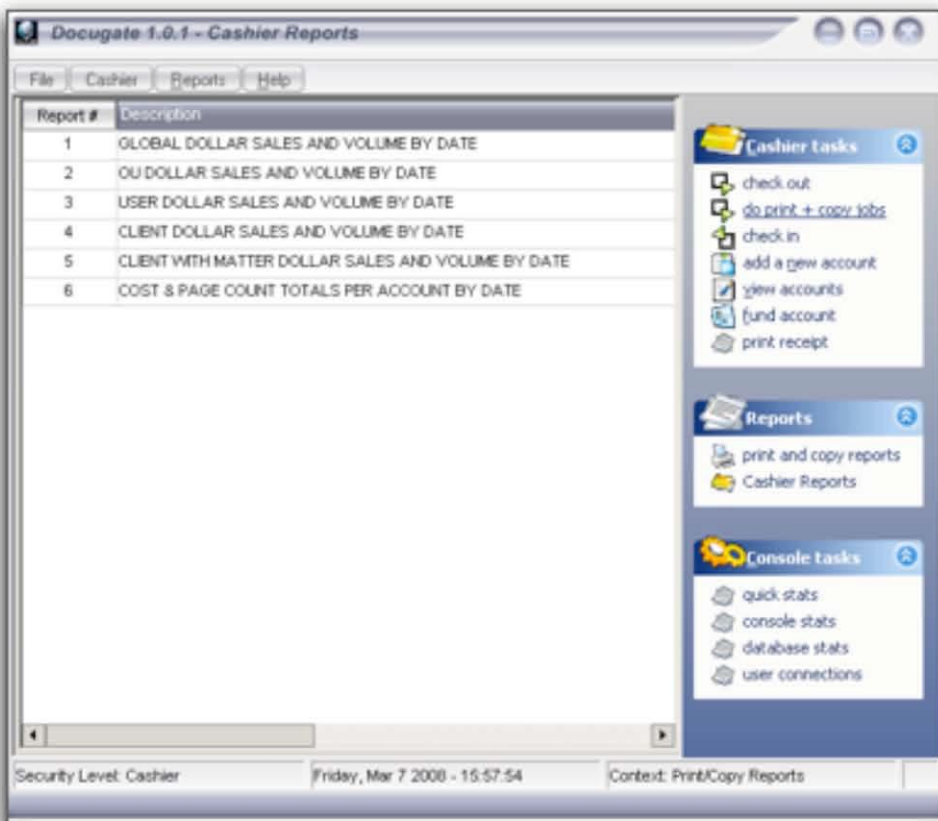 Docugate 1.0.1 - Cashier Reports
File Cashier Reports Help
Report # Description
1 GLOBAL DOLLAR SALES AND VOLUME BY DATE
2 OU DOLLAR SALES AND VOLUME BY DATE
3 USER DOLLAR SALES AND VOLUME BY DATE
4 CLIENT DOLLAR SALES AND VOLUME BY DATE
5 CLIENT WITH MATTER DOLLAR SALES AND VOLUME BY DATE
6 COST & PAGE COUNT TOTALS PER ACCOUNT BY DATE
Cashier tasks
check out
do print + copy jobs
check in
add a new account
view accounts
fund account
print receipt
Reports
print and copy reports
Cashier Reports
Console tasks
quick stats
console stats
database stats
user connections
Security Level: Cashier Friday, Mar 7 2008 - 15:57:54 Context: Print/Copy Reports